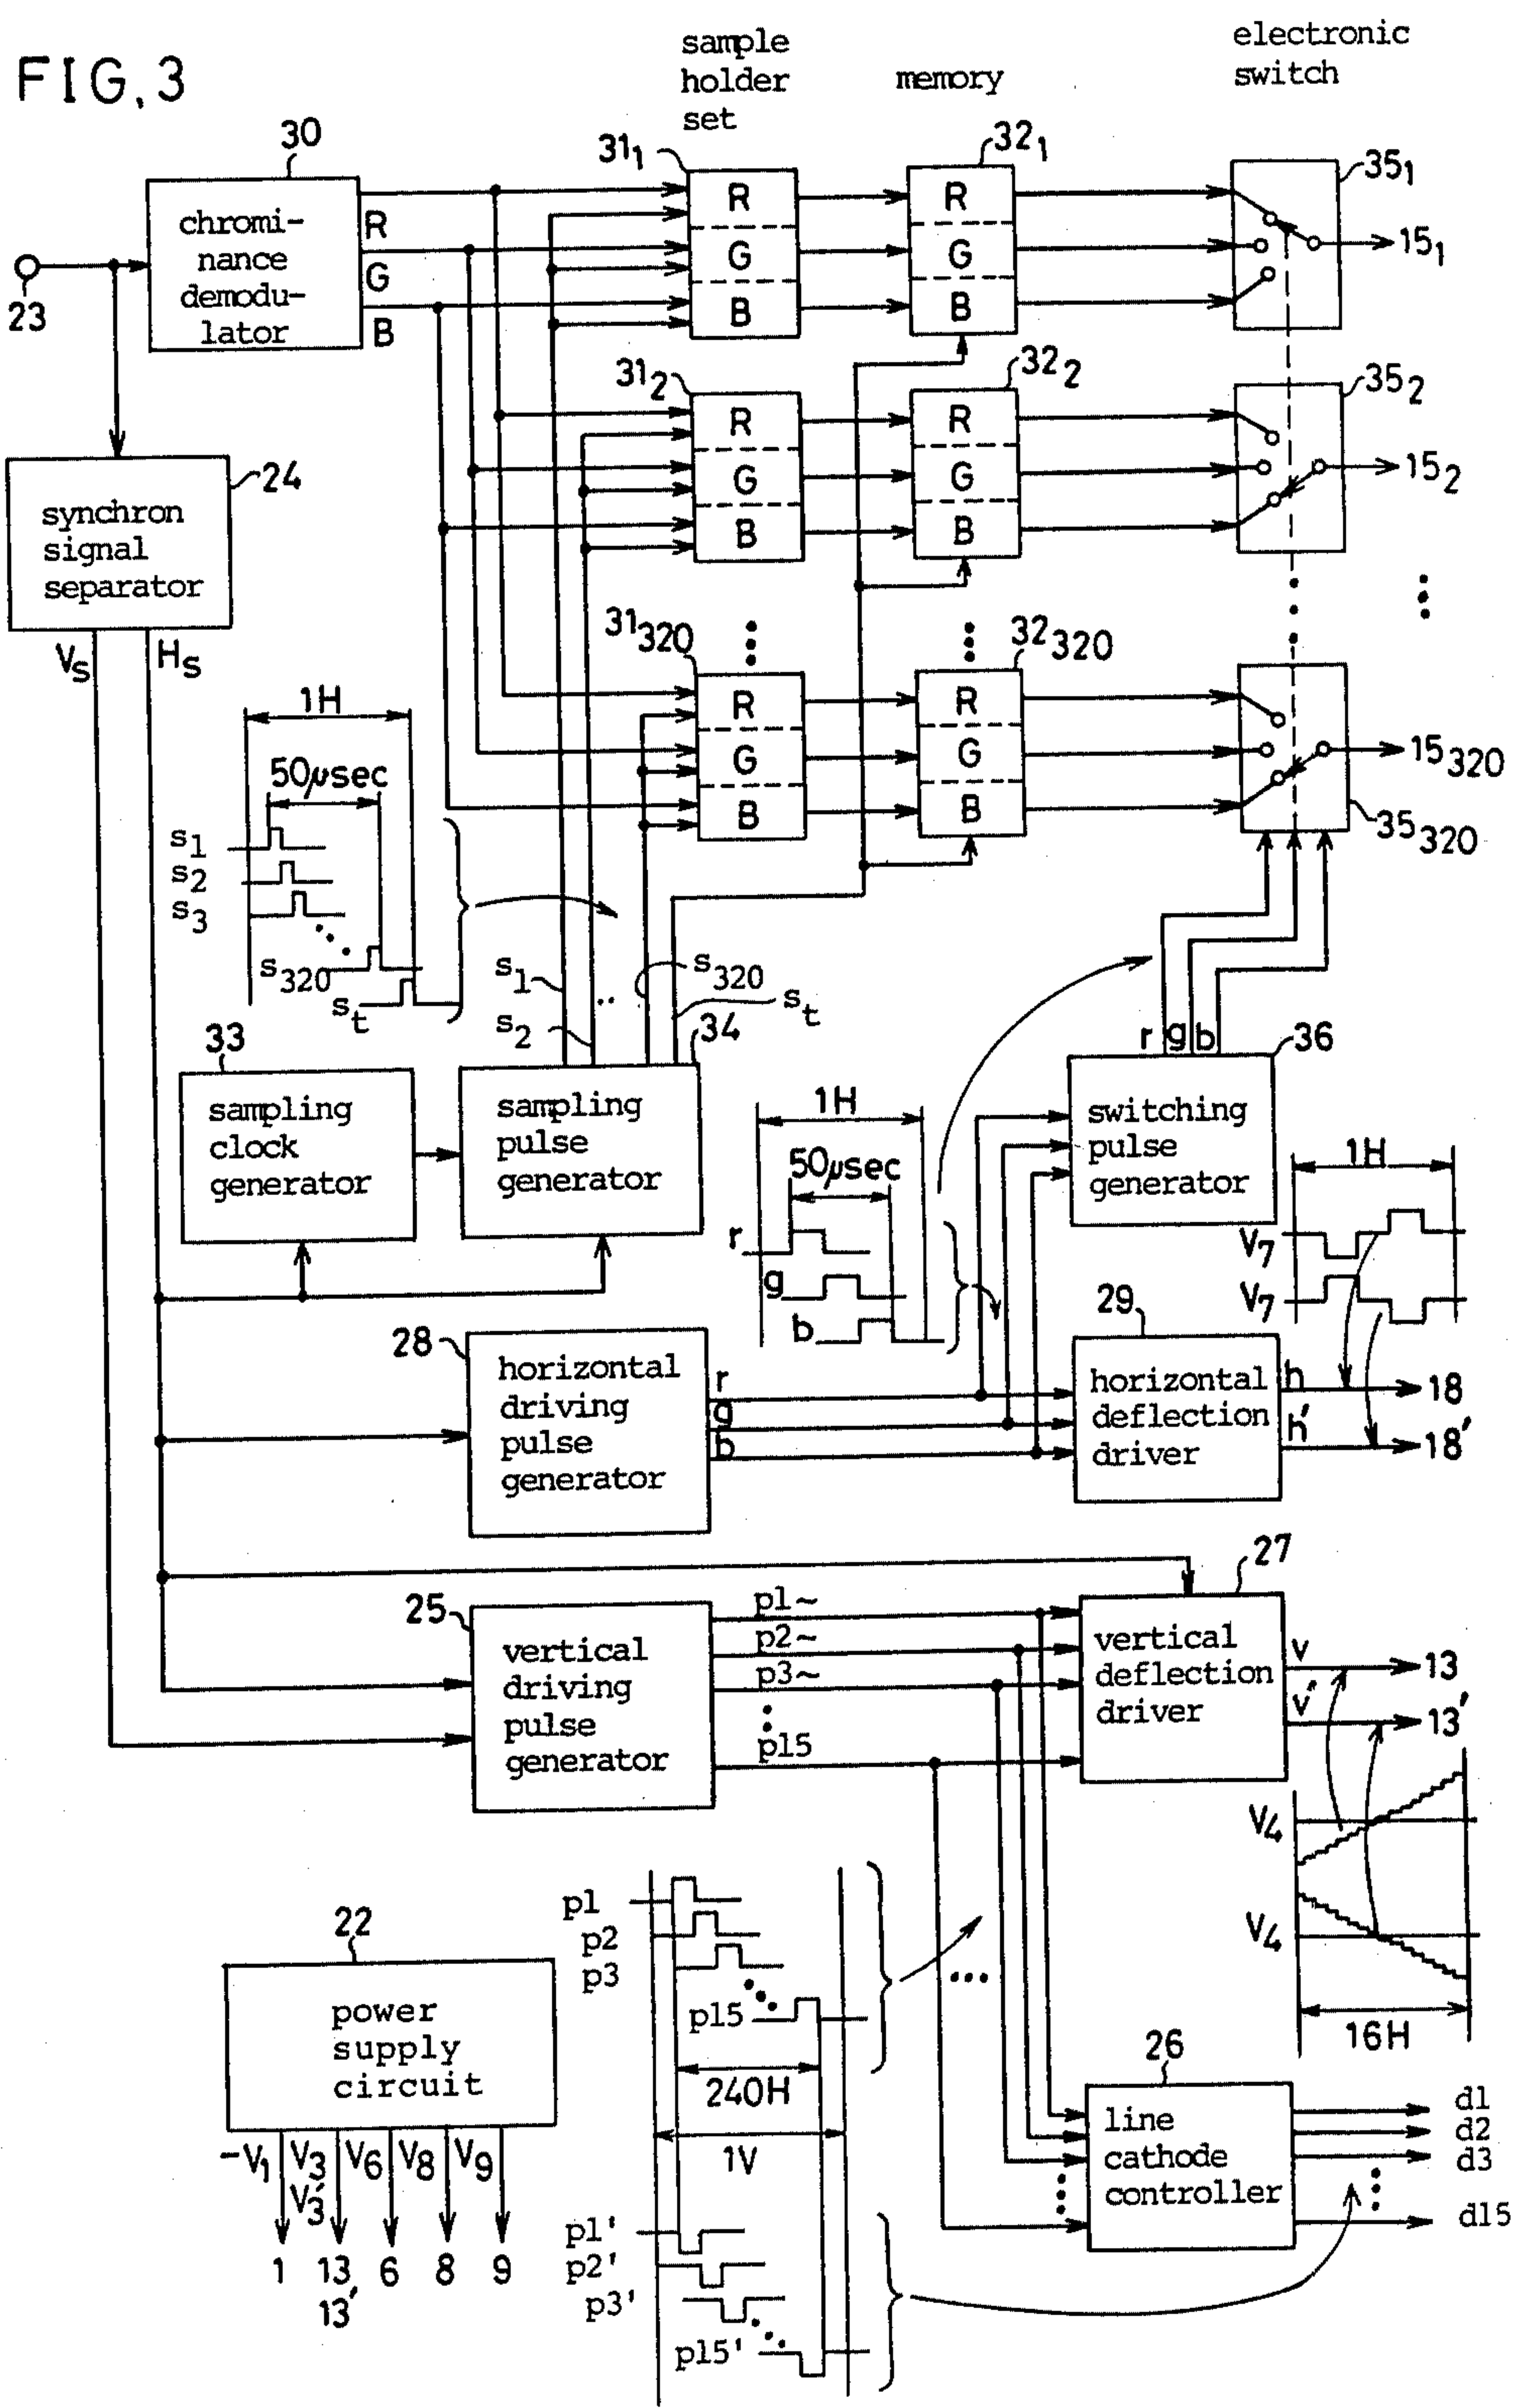 FIG. 3
sample
holder
set
memory
electronic
switch
30
31₁
32₁
35₁
chromi-
nance
demodu-
lator
R
G
B
R
G
B
R
G
B
15₁
23
31₂
32₂
35₂
R
G
B
R
G
B
15₂
24
synchron
signal
separator
Vs
Hs
31₃₂₀
32₃₂₀
R
G
B
R
G
B
15₃₂₀
35₃₂₀
1H
50μsec
s₁
s₂
s₃
s₃₂₀
sₜ
s₁
s₂
s₃₂₀
sₜ
33
34
sampling
clock
generator
sampling
pulse
generator
r g b
36
switching
pulse
generator
1H
50μsec
r
g
b
1H
V₇
V₇
28
horizontal
driving
pulse
generator
r
g
b
29
horizontal
deflection
driver
h
h'
18
18'
25
vertical
driving
pulse
generator
p1~
p2~
p3~
p15
27
vertical
deflection
driver
v
v'
13
13'
V₄
V₄
16H
22
power
supply
circuit
-V₁
V₃
V₃'
V₆
V₈
V₉
1
13
13'
6
8
9
p1
p2
p3
p15
240H
1V
p1'
p2'
p3'
p15'
26
line
cathode
controller
d1
d2
d3
d15